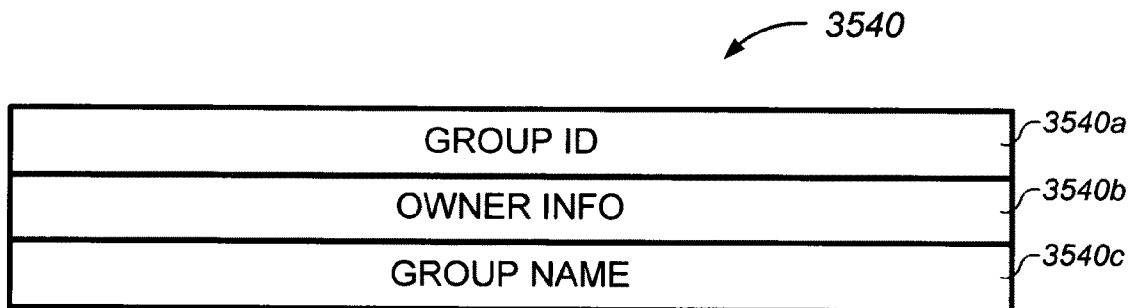 3540
GROUP ID 3540a
OWNER INFO 3540b
GROUP NAME 3540c